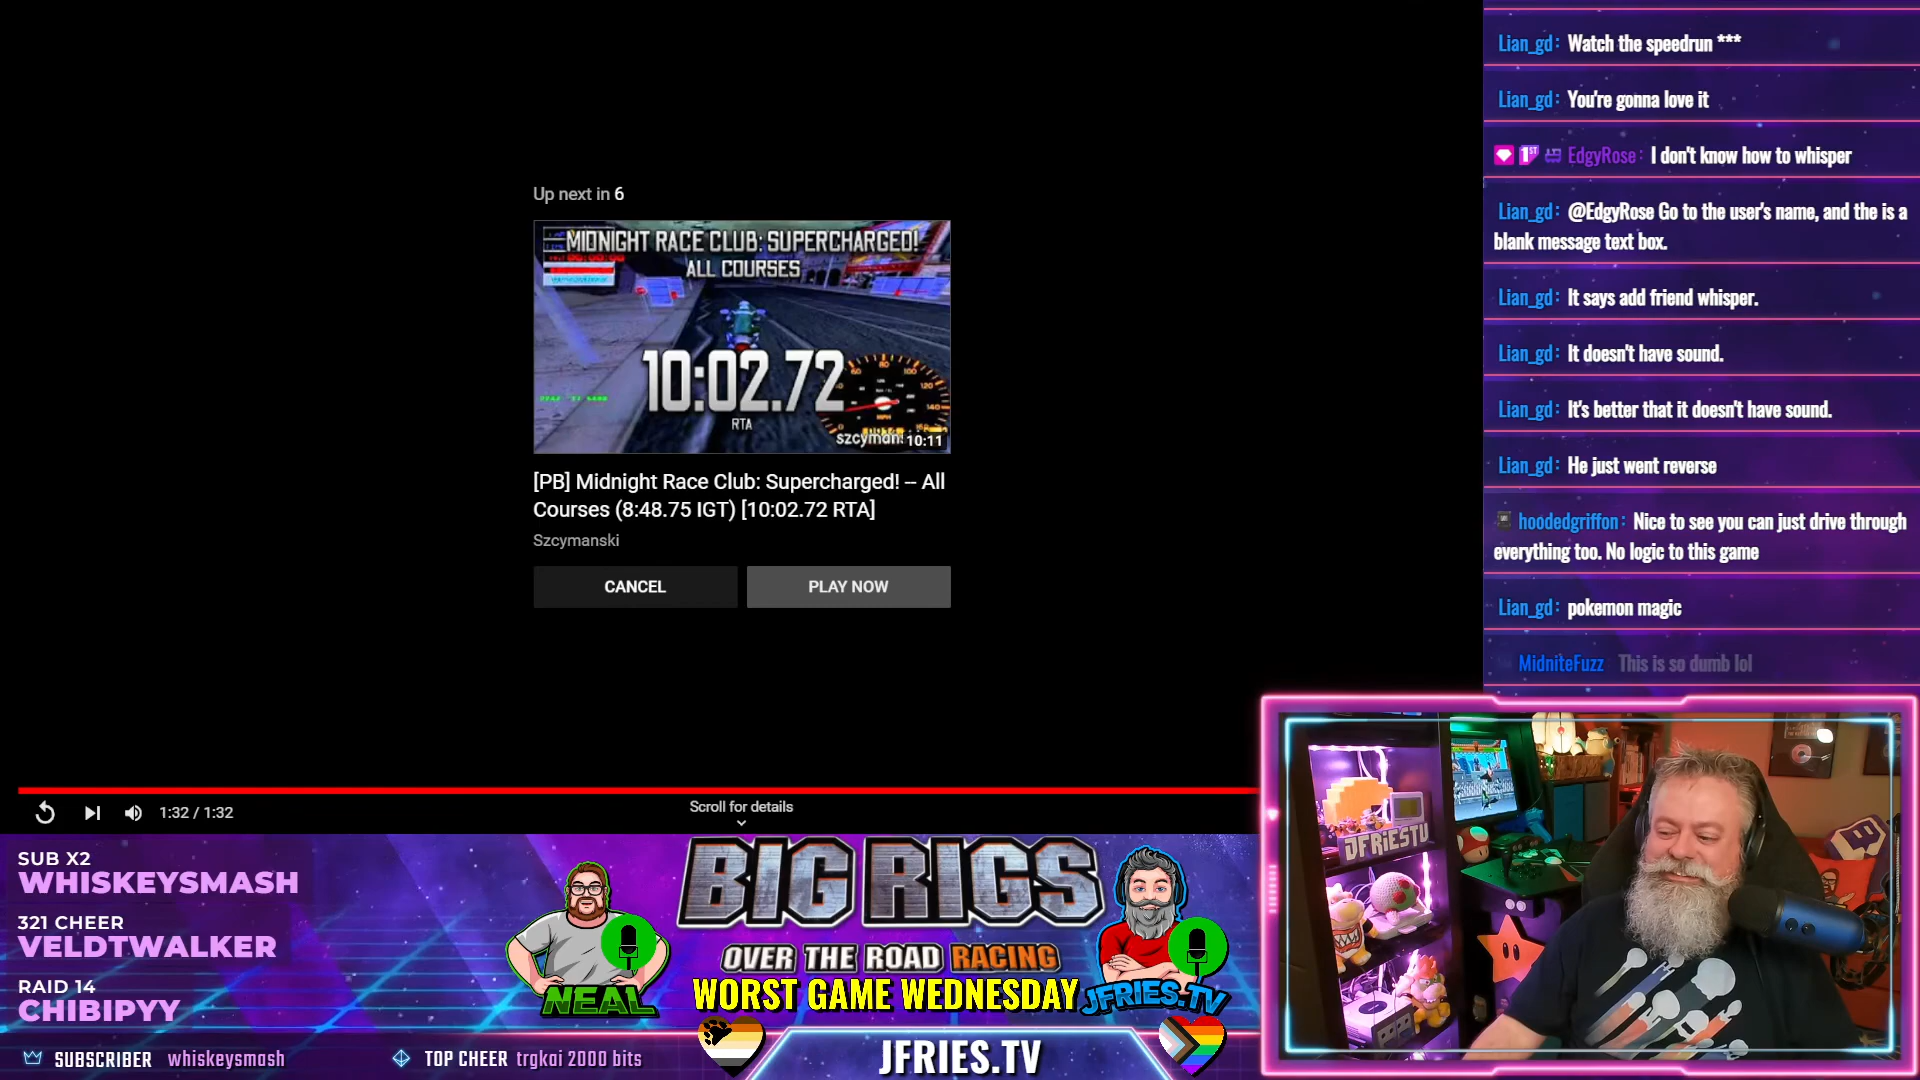 Up next in 6
MIDNIGHT RACE CLUB: SUPERCHARGED!
ALL COURSES
10:02.72
RTA
10:11
[PB] Midnight Race Club: Supercharged! -- All
Courses (8:48.75 IGT) [10:02.72 RTA]
Szcymanski
CANCEL
PLAY NOW
1:32 / 1:32
Scroll for details
Lian_gd: Watch the speedrun ***
Lian_gd: You're gonna love it
EdgyRose: I don't know how to whisper
Lian_gd: @EdgyRose Go to the user's name, and the is a
blank message text box.
Lian_gd: It says add friend whisper.
Lian_gd: It doesn't have sound.
Lian_gd: It's better that it doesn't have sound.
Lian_gd: He just went reverse
hoodedgriffon: Nice to see you can just drive through
everything too. No logic to this game
Lian_gd: pokemon magic
MidniteFuzz This is so dumb lol
JFRIESTV
SUB X2
WHISKEYSMASH
321 CHEER
VELDTWALKER
RAID 14
CHIBIPYY
SUBSCRIBER whiskeysmash
TOP CHEER trgkai 2000 bits
NEAL
BIG RIGS
OVER THE ROAD RACING
WORST GAME WEDNESDAY
JFRIES.TV
JFRIES.TV